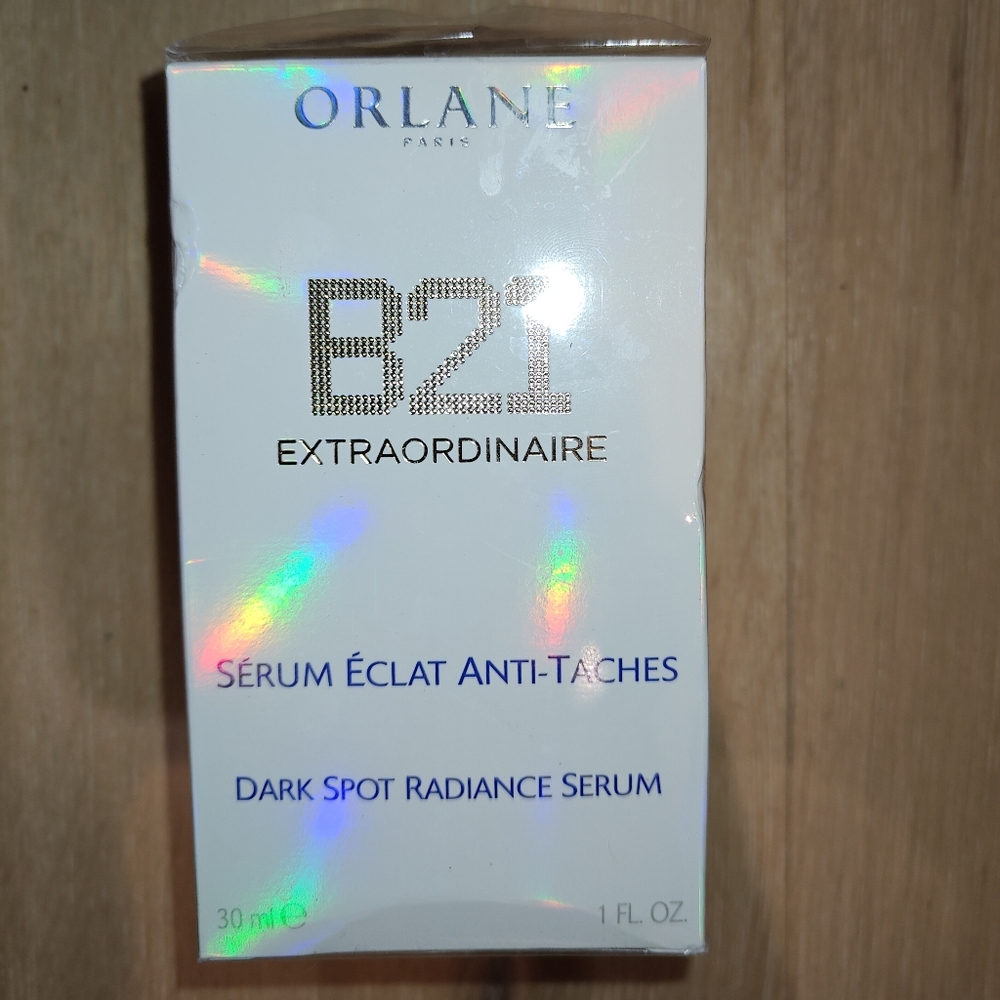 ORLANE
PARIS
B21
EXTRAORDINAIRE
SÉRUM ÉCLAT ANTI-TACHES
DARK SPOT RADIANCE SERUM
30 ml ℮ 1 FL. OZ.